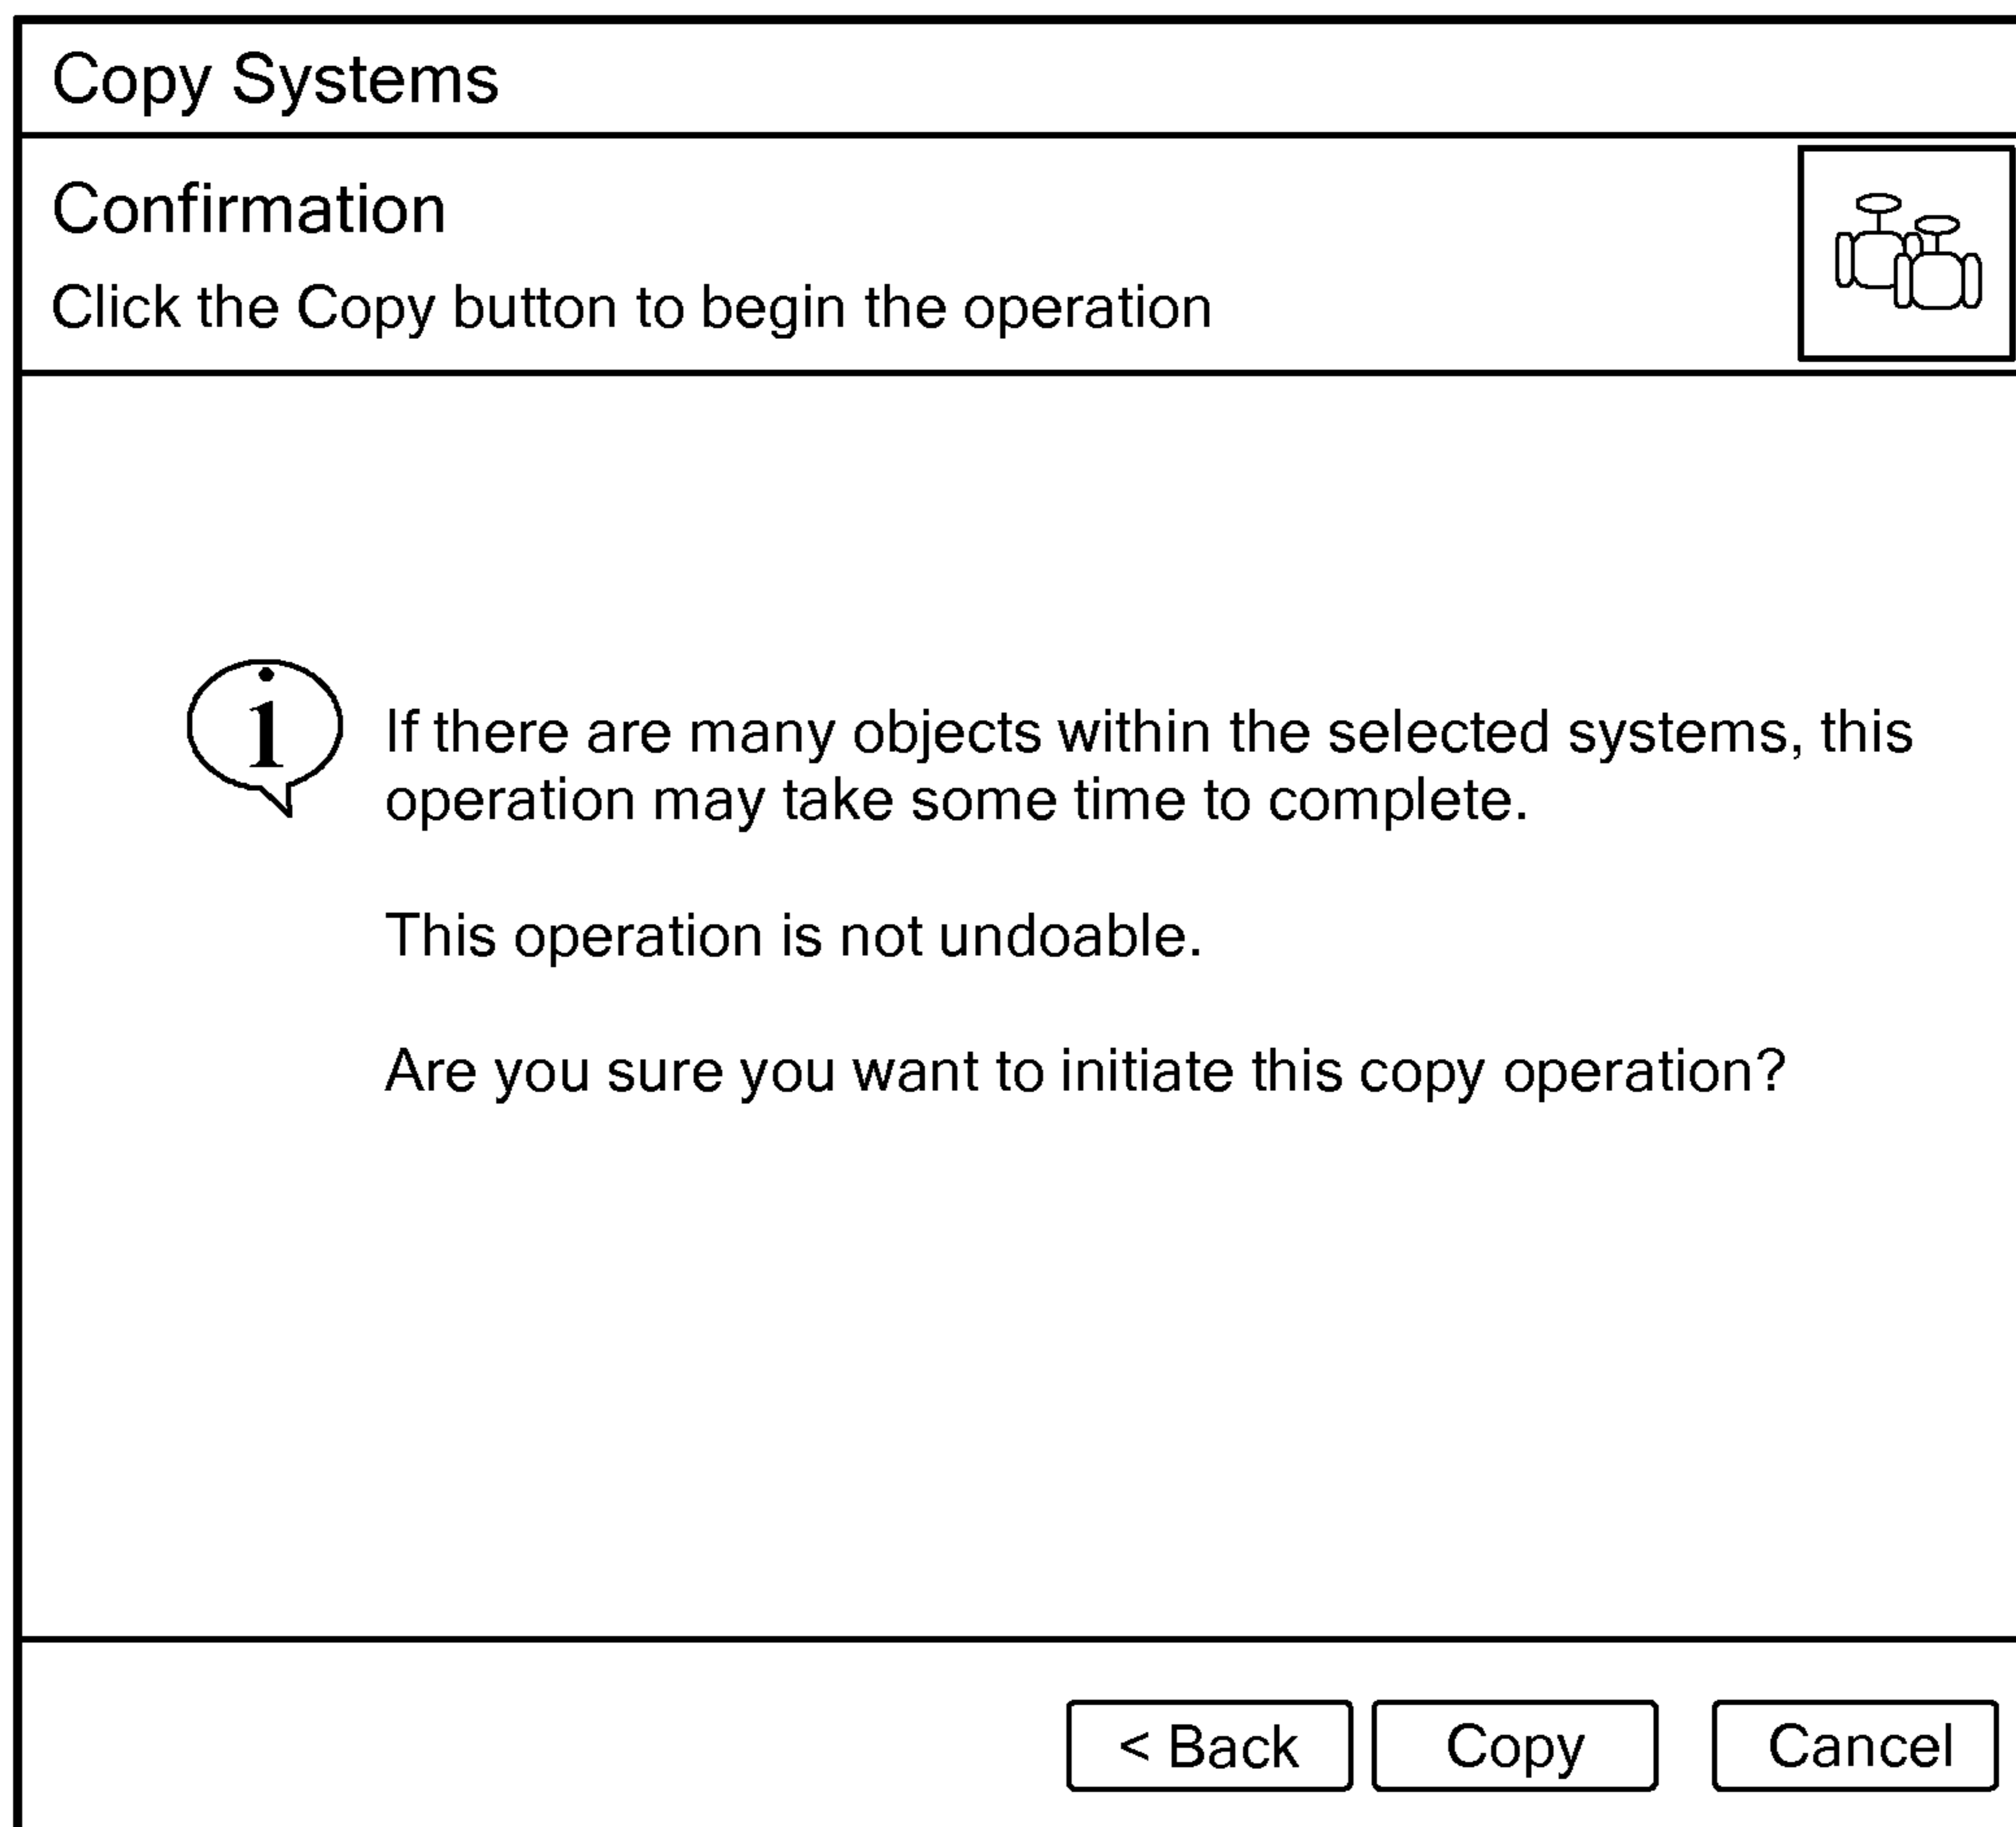 Copy Systems
Confirmation
Click the Copy button to begin the operation
i
If there are many objects within the selected systems, this
operation may take some time to complete.
This operation is not undoable.
Are you sure you want to initiate this copy operation?
< Back
Copy
Cancel